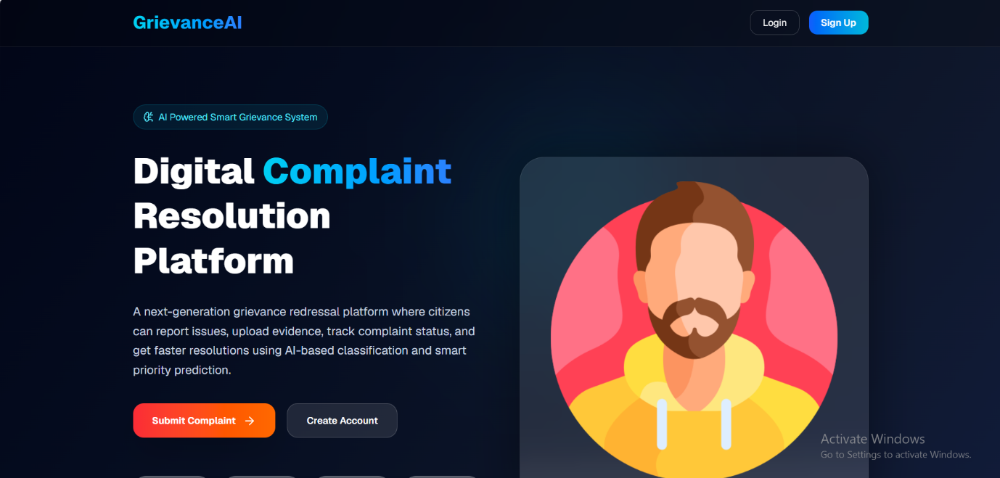 GrievanceAI
Login
Sign Up
AI Powered Smart Grievance System
Digital Complaint
Resolution
Platform
A next-generation grievance redressal platform where citizens
can report issues, upload evidence, track complaint status, and
get faster resolutions using AI-based classification and smart
priority prediction.
Submit Complaint
Create Account
Activate Windows
Go to Settings to activate Windows.